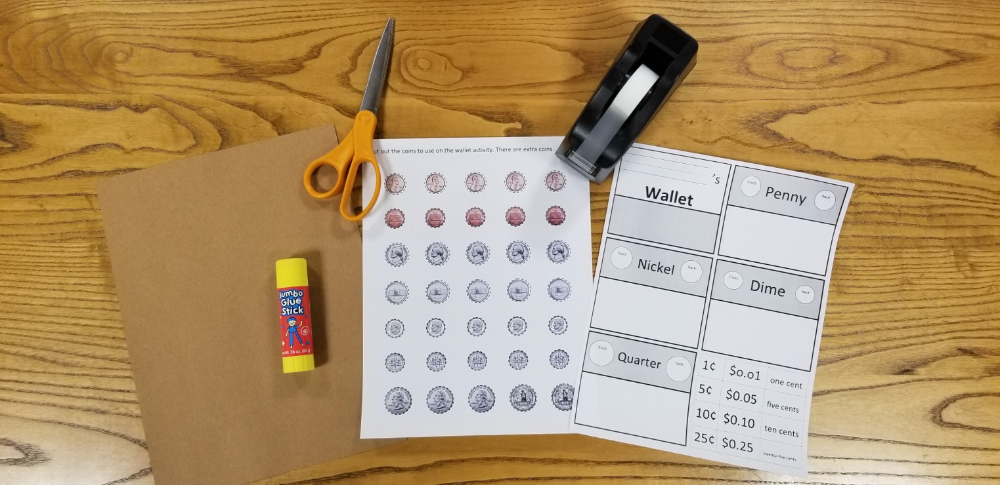 Jumbo
Glue
Stick
.78 oz. (22 g)
ut out the coins to use on the wallet activity. There are extra coins.
's
Wallet
front Penny back
front Nickel back
front Dime back
front Quarter back
1¢ $0.01 one cent
5¢ $0.05 five cents
10¢ $0.10 ten cents
25¢ $0.25 twenty-five cents